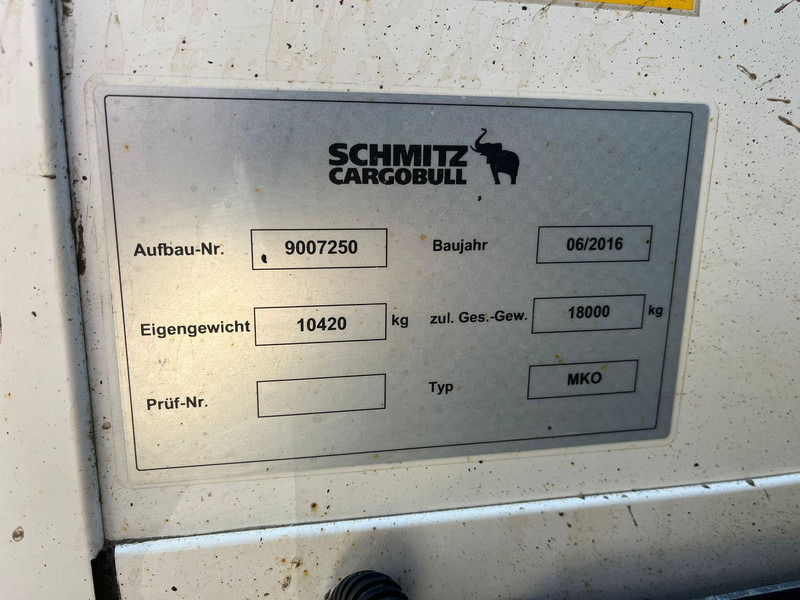 SCHMITZ
CARGOBULL
Aufbau-Nr. 9007250 Baujahr 06/2016
Eigengewicht 10420 kg zul. Ges.-Gew. 18000 kg
Prüf-Nr. Typ MKO